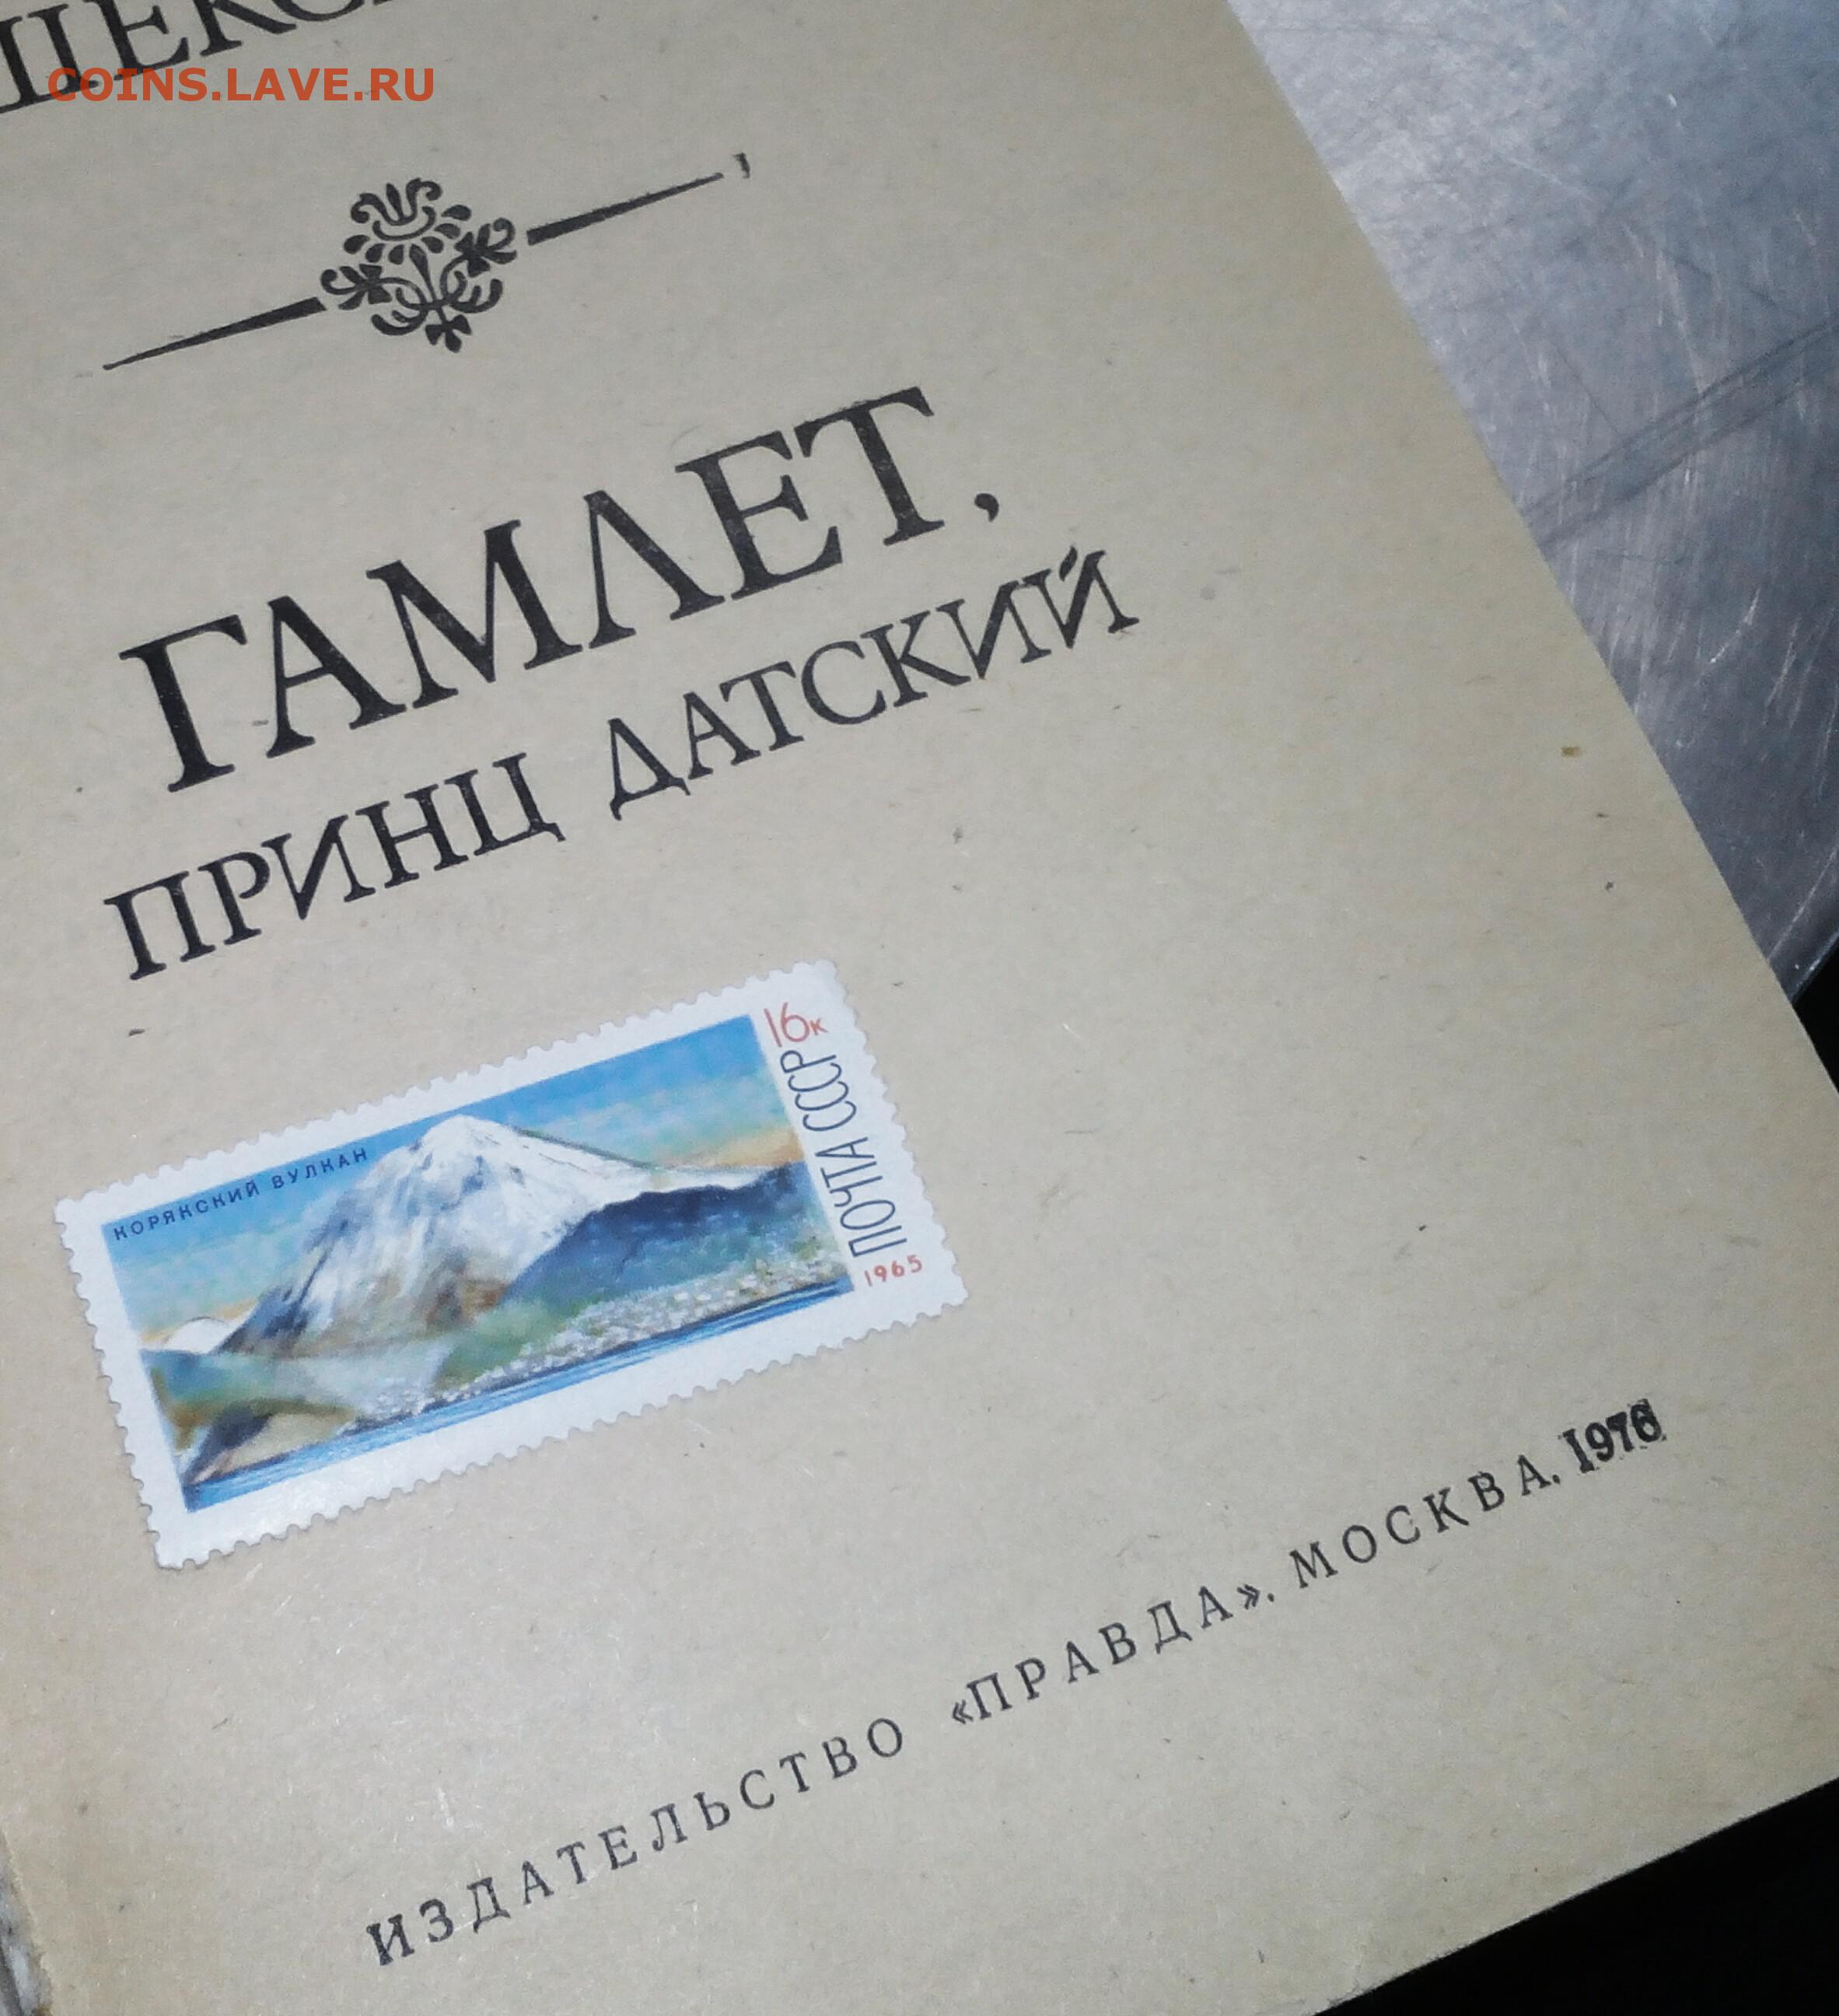 COINS.LAVE.RU
ГАМЛЕТ,
ПРИНЦ ДАТСКИЙ
16к
ПОЧТА СССР
1965
КОРЯКСКИЙ ВУЛКАН
ИЗДАТЕЛЬСТВО «ПРАВДА». МОСКВА. 1976